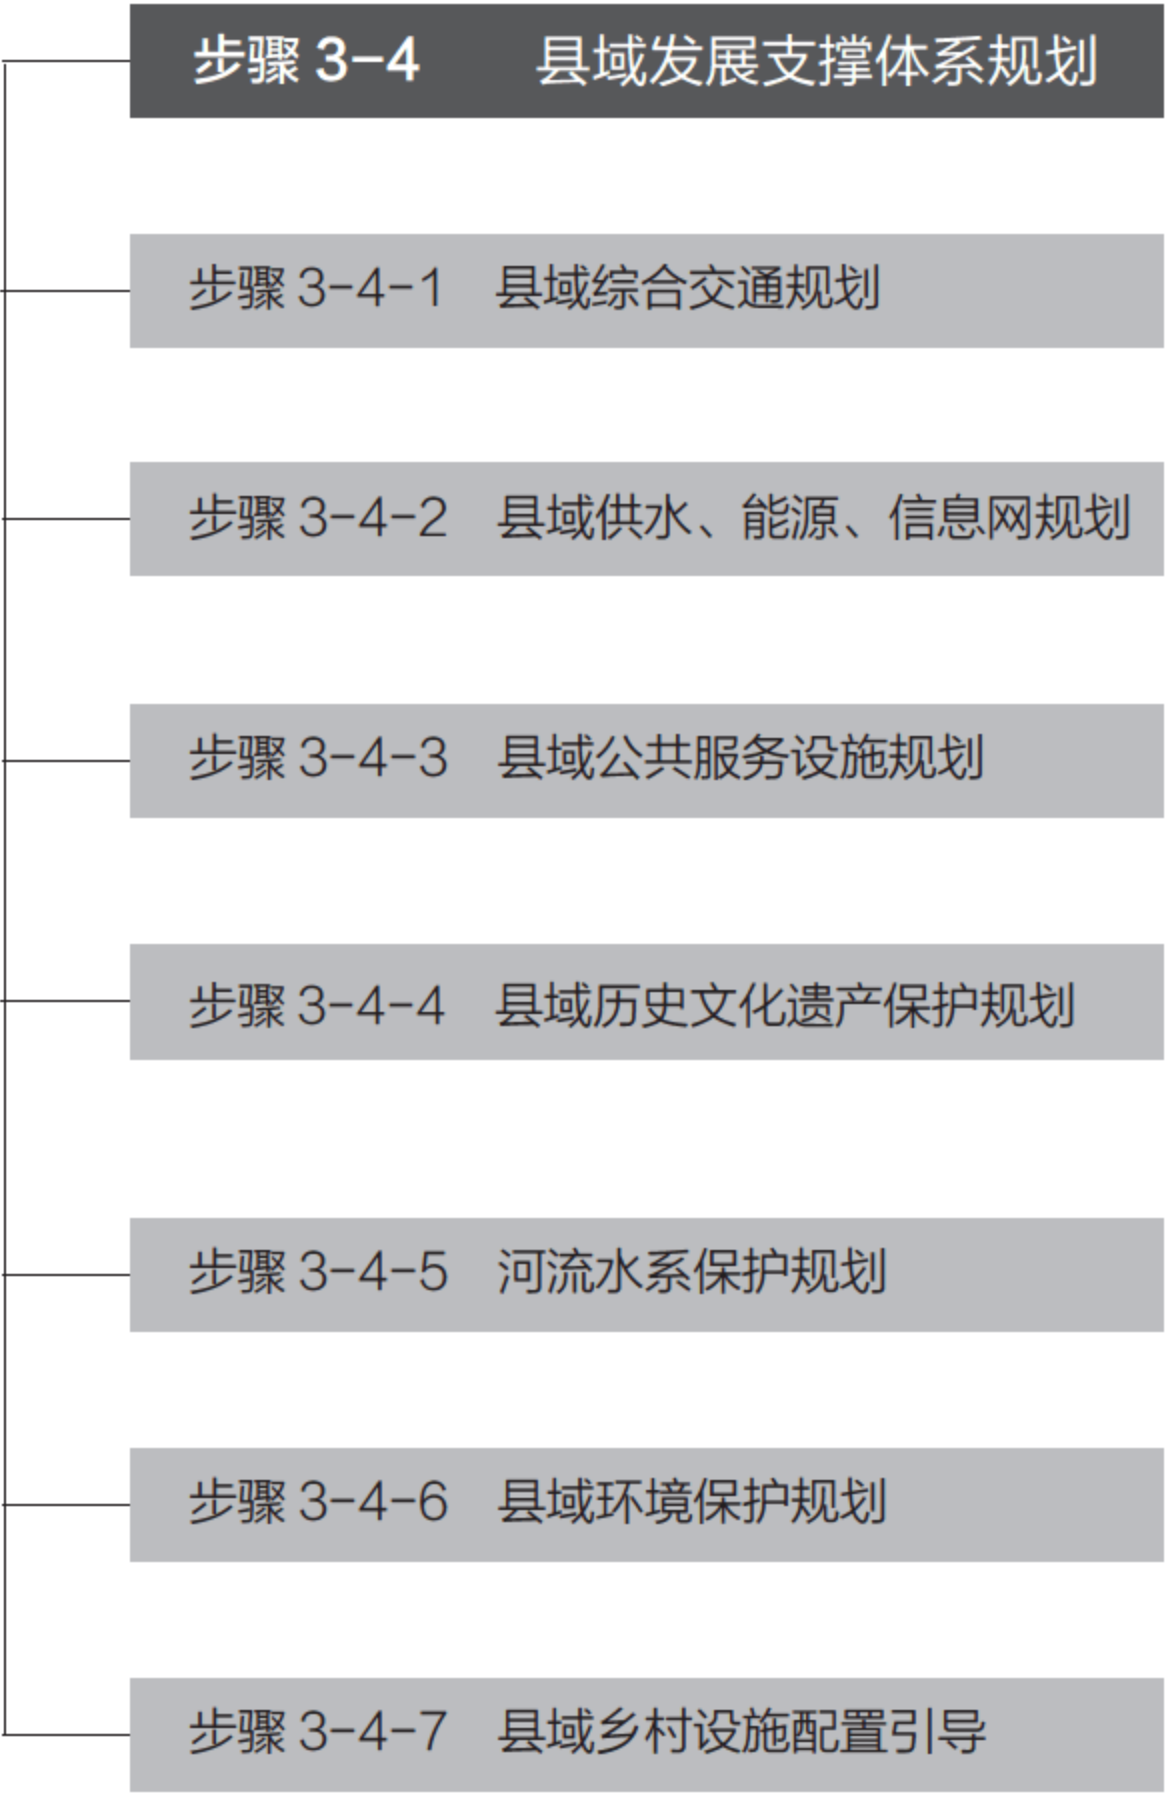 步骤 3-4 县域发展支撑体系规划
步骤 3-4-1 县域综合交通规划
步骤 3-4-2 县域供水、能源、信息网规划
步骤 3-4-3 县域公共服务设施规划
步骤 3-4-4 县域历史文化遗产保护规划
步骤 3-4-5 河流水系保护规划
步骤 3-4-6 县域环境保护规划
步骤 3-4-7 县域乡村设施配置引导